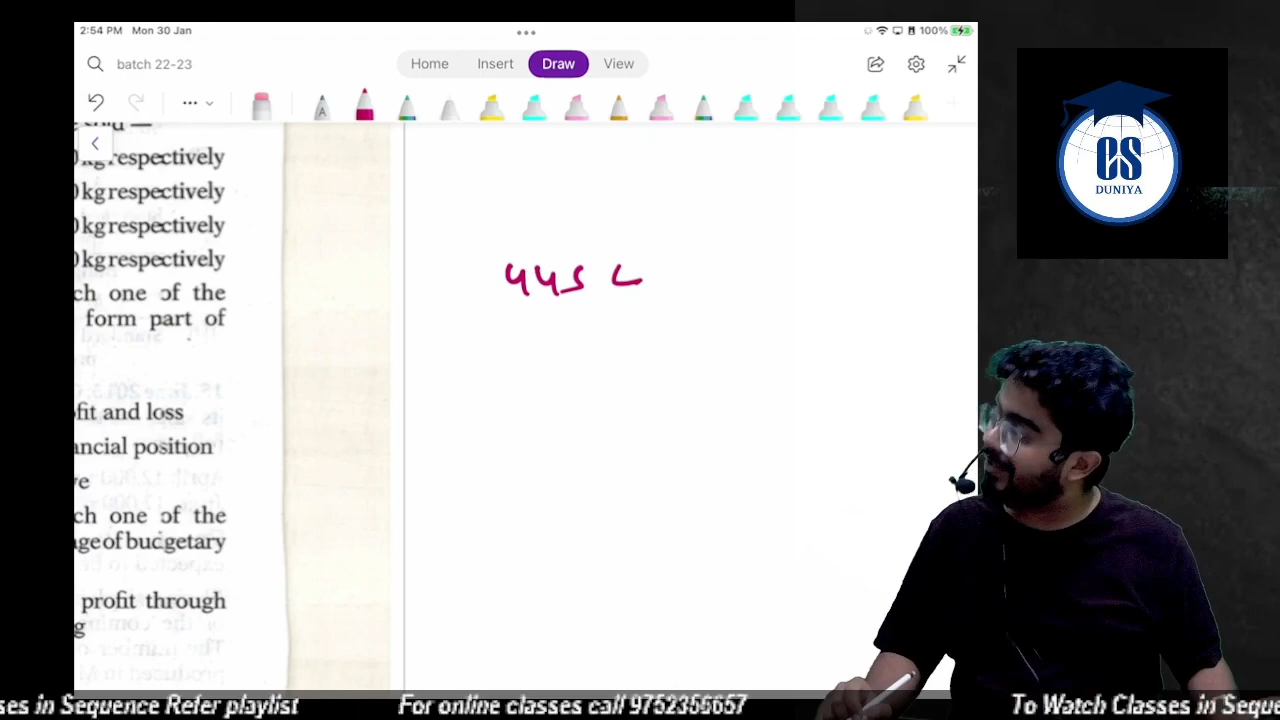 2:54 PM Mon 30 Jan
100%
batch 22-23
Home Insert Draw View
A
kg respectively
kg respectively
kg respectively
kg respectively
ch one of the
form part of
fit and loss
ancial position
ch one of the
age of budgetary
profit through
445
CS
DUNIYA
ses in Sequence Refer playlist
For online classes call 9752356657
To Watch Classes in Seque